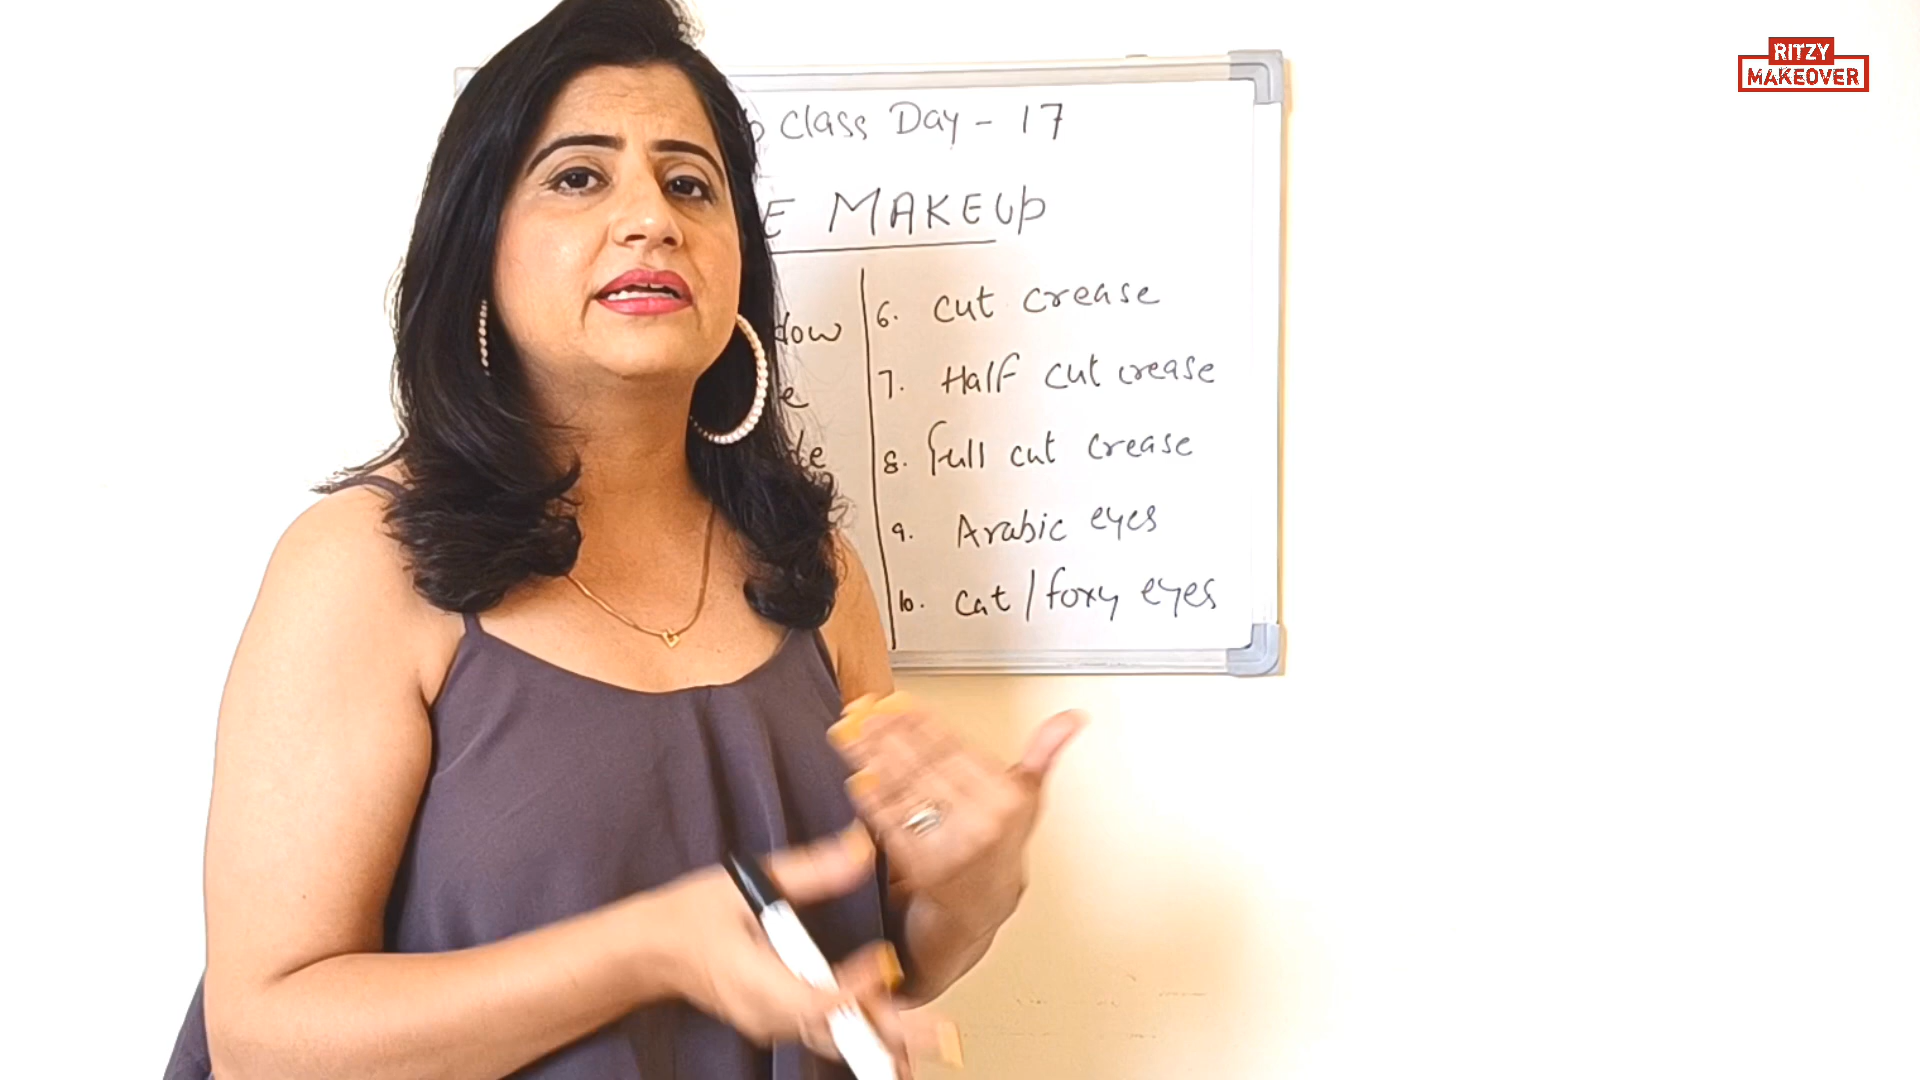 RITZY
MAKEOVER
Class Day - 17
MAKEUP
6. Cut crease
7. Half cut crease
8. Full cut crease
9. Arabic eyes
10. Cat / foxy eyes